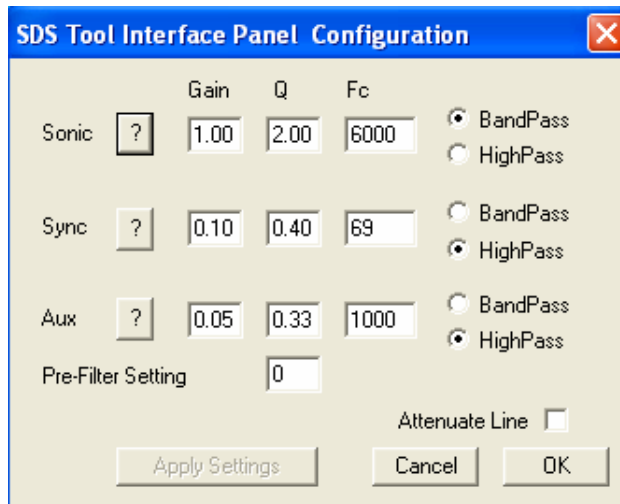 SDS Tool Interface Panel Configuration
Gain Q Fc
Sonic ? 1.00 2.00 6000 BandPass
HighPass
Sync ? 0.10 0.40 69 BandPass
HighPass
Aux ? 0.05 0.33 1000 BandPass
HighPass
Pre-Filter Setting 0
Attenuate Line
Apply Settings Cancel OK